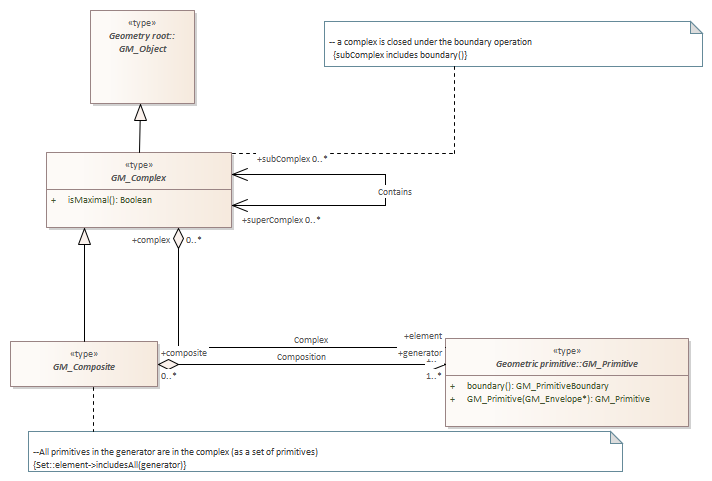 «type»
Geometry root::
GM_Object
-- a complex is closed under the boundary operation
{subComplex includes boundary()}
«type»
GM_Complex
+ isMaximal(): Boolean
+subComplex 0..*
Contains
+superComplex 0..*
+complex 0..*
«type»
GM_Composite
+composite
0..*
Complex
Composition
+element
+generator
1..*
«type»
Geometric primitive::GM_Primitive
+ boundary(): GM_PrimitiveBoundary
+ GM_Primitive(GM_Envelope*): GM_Primitive
--All primitives in the generator are in the complex (as a set of primitives)
{Set::element->includesAll(generator)}